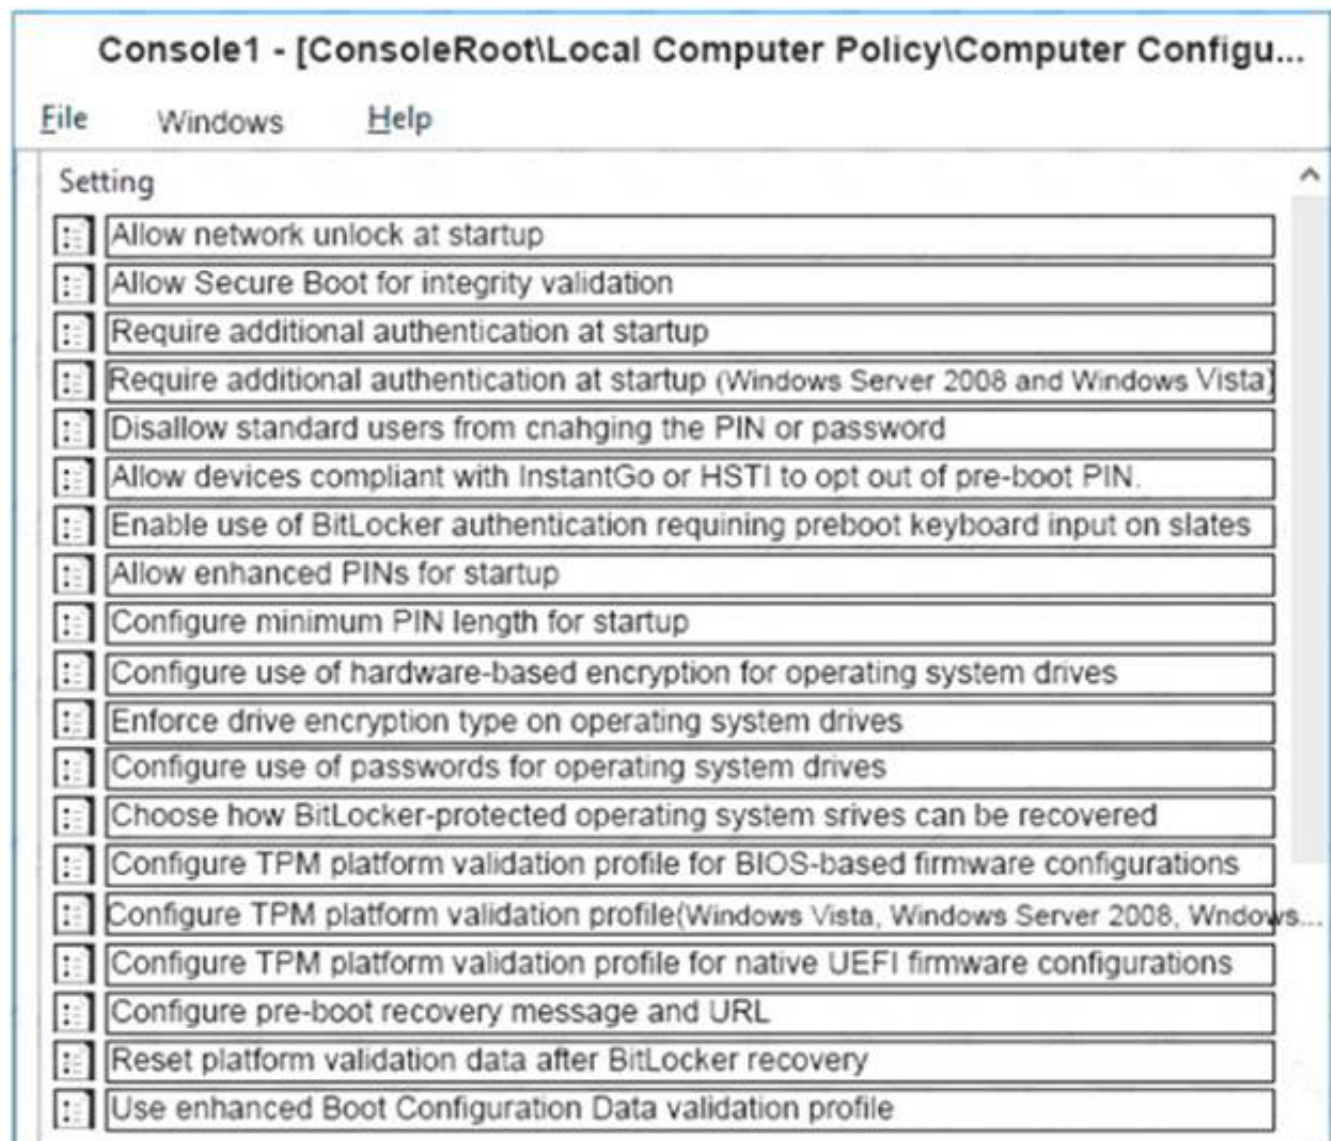 Console1 - [ConsoleRoot\Local Computer Policy\Computer Configu...
File Windows Help
Setting
Allow network unlock at startup
Allow Secure Boot for integrity validation
Require additional authentication at startup
Require additional authentication at startup (Windows Server 2008 and Windows Vista)
Disallow standard users from cnahging the PIN or password
Allow devices compliant with InstantGo or HSTI to opt out of pre-boot PIN.
Enable use of BitLocker authentication requining preboot keyboard input on slates
Allow enhanced PINs for startup
Configure minimum PIN length for startup
Configure use of hardware-based encryption for operating system drives
Enforce drive encryption type on operating system drives
Configure use of passwords for operating system drives
Choose how BitLocker-protected operating system srives can be recovered
Configure TPM platform validation profile for BIOS-based firmware configurations
Configure TPM platform validation profile(Windows Vista, Windows Server 2008, Wndows...
Configure TPM platform validation profile for native UEFI firmware configurations
Configure pre-boot recovery message and URL
Reset platform validation data after BitLocker recovery
Use enhanced Boot Configuration Data validation profile